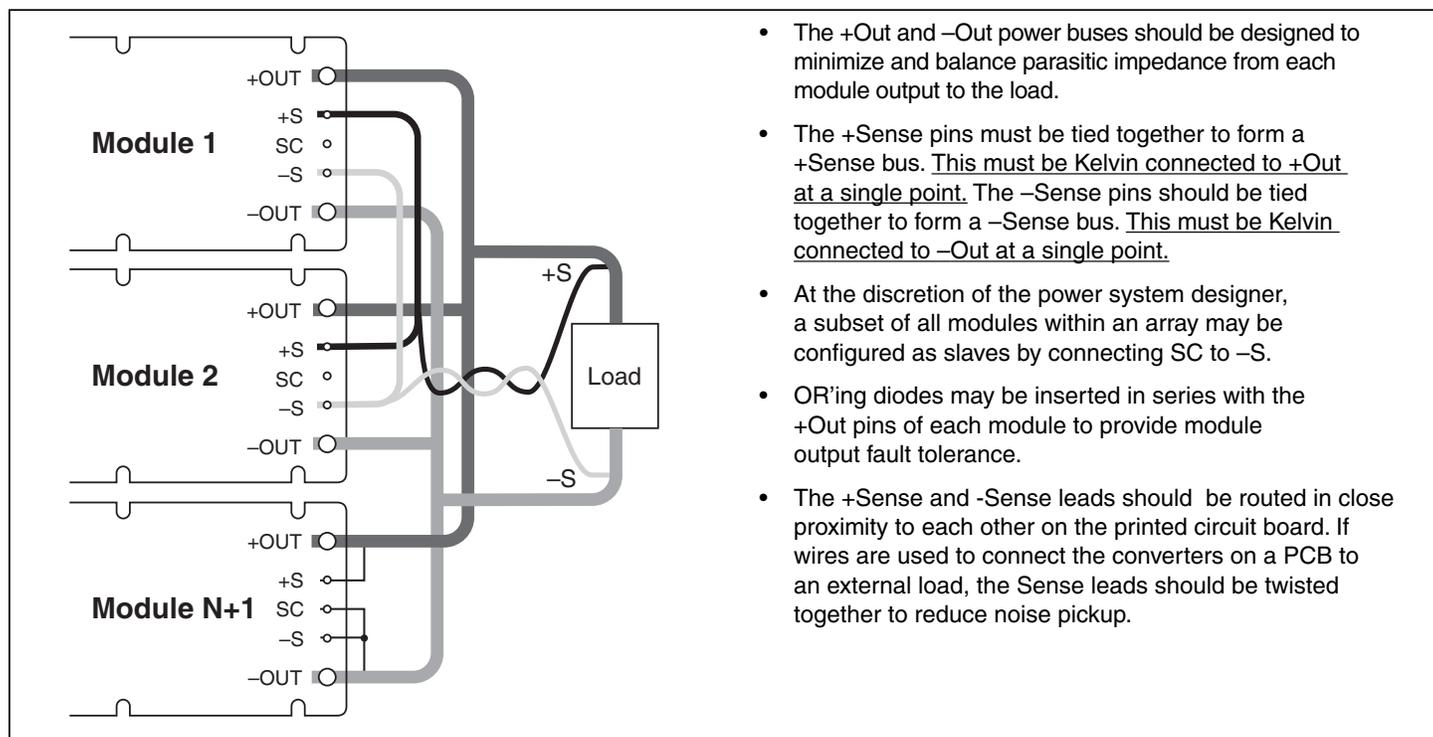 +OUT
+S
Module 1
SC
–S
–OUT
+OUT
+S
Module 2
SC
–S
–OUT
+OUT
+S
Module N+1
SC
–S
–OUT
+S
Load
–S
• The +Out and –Out power buses should be designed to
minimize and balance parasitic impedance from each
module output to the load.
• The +Sense pins must be tied together to form a
+Sense bus. This must be Kelvin connected to +Out
at a single point. The –Sense pins should be tied
together to form a –Sense bus. This must be Kelvin
connected to –Out at a single point.
• At the discretion of the power system designer,
a subset of all modules within an array may be
configured as slaves by connecting SC to –S.
• OR’ing diodes may be inserted in series with the
+Out pins of each module to provide module
output fault tolerance.
• The +Sense and -Sense leads should  be routed in close
proximity to each other on the printed circuit board. If
wires are used to connect the converters on a PCB to
an external load, the Sense leads should be twisted
together to reduce noise pickup.